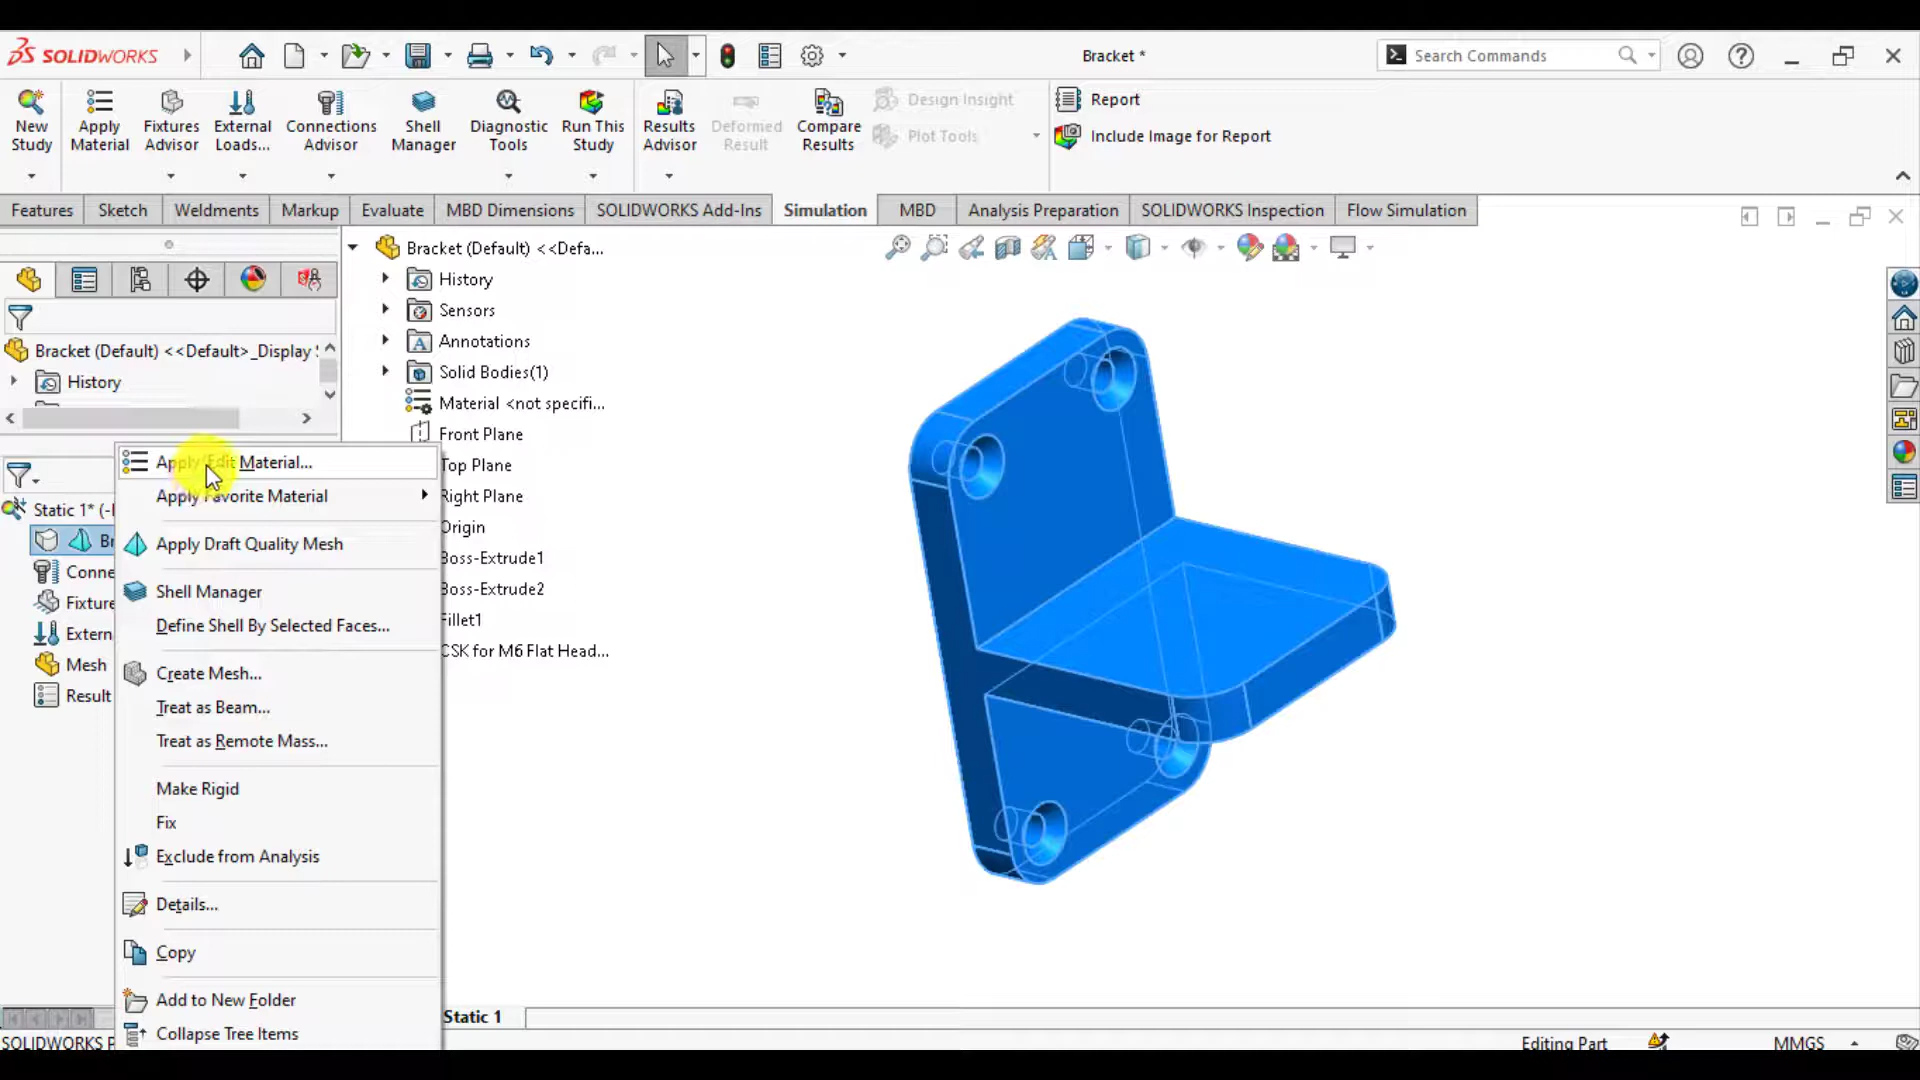 SOLIDWORKS
Bracket *
Search Commands
New Study
Apply Material
Fixtures Advisor
External Loads...
Connections Advisor
Shell Manager
Diagnostic Tools
Run This Study
Results Advisor
Deformed Result
Compare Results
Design Insight
Plot Tools
Report
Include Image for Report
Features
Sketch
Weldments
Markup
Evaluate
MBD Dimensions
SOLIDWORKS Add-Ins
Simulation
MBD
Analysis Preparation
SOLIDWORKS Inspection
Flow Simulation
Bracket (Default) <<Default>_Display
History
Static 1* (-
Br
Conne
Fixture
Extern
Mesh
Result
Apply/Edit Material...
Apply Favorite Material
Apply Draft Quality Mesh
Shell Manager
Define Shell By Selected Faces...
Create Mesh...
Treat as Beam...
Treat as Remote Mass...
Make Rigid
Fix
Exclude from Analysis
Details...
Copy
Add to New Folder
Collapse Tree Items
Bracket (Default) <<Defa...
History
Sensors
Annotations
Solid Bodies(1)
Material <not specifi...
Front Plane
Top Plane
Right Plane
Origin
Boss-Extrude1
Boss-Extrude2
Fillet1
CSK for M6 Flat Head...
Static 1
SOLIDWORKS P
Editing Part
MMGS